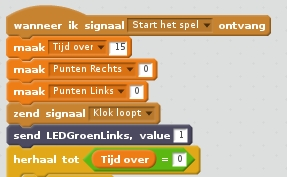 wanneer ik signaal Start het spel ontvang
maak Tijd over 15
maak Punten Rechts 0
maak Punten Links 0
zend signaal Klok loopt
send LEDGroenLinks, value 1
herhaal tot Tijd over = 0